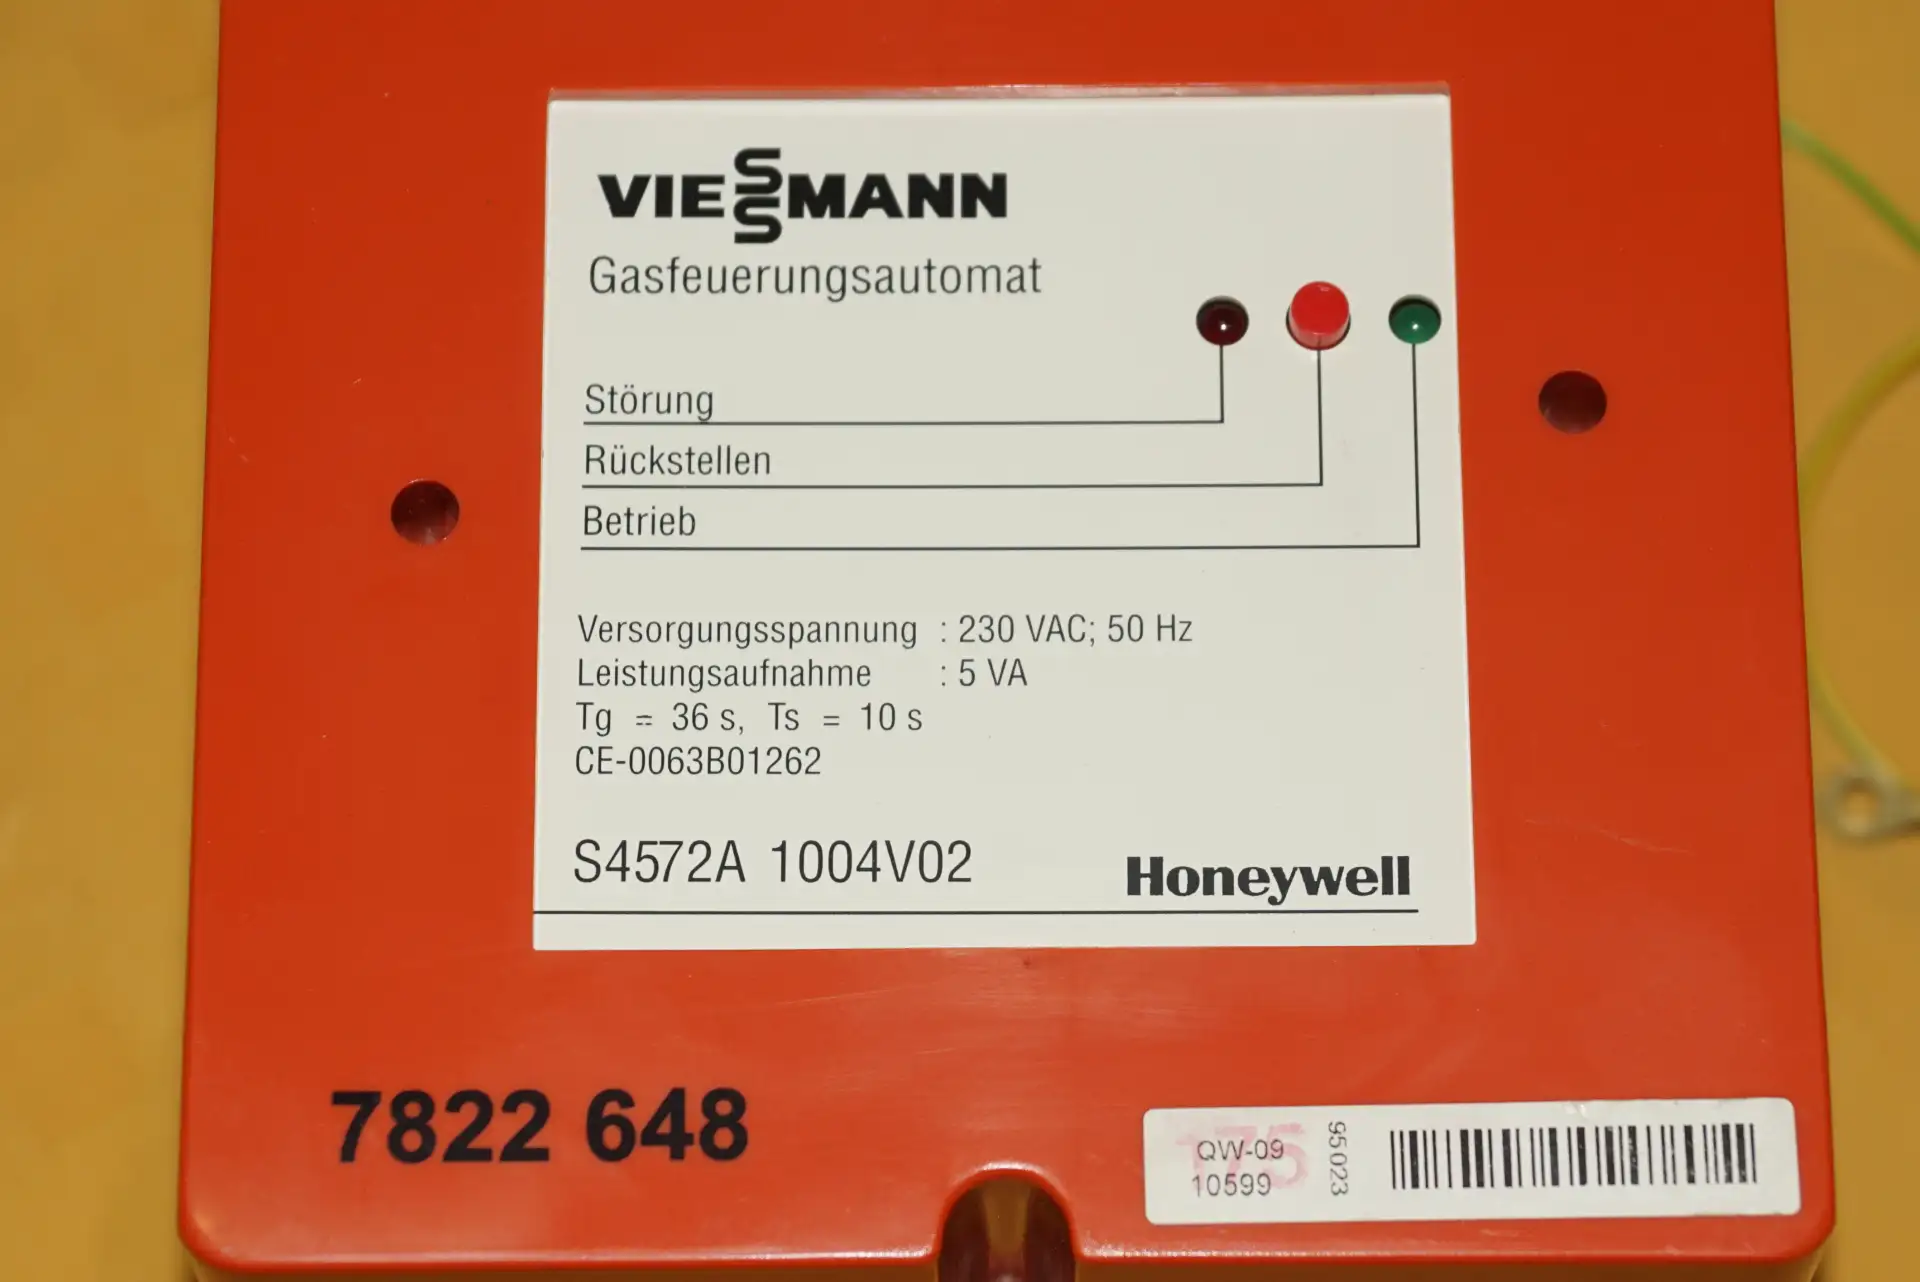 VIESSMANN
Gasfeuerungsautomat
Störung
Rückstellen
Betrieb
Versorgungsspannung : 230 VAC; 50 Hz
Leistungsaufnahme : 5 VA
Tg = 36 s, Ts = 10 s
CE-0063B01262
S4572A 1004V02 Honeywell
7822 648
175
QW-09
10599
95023